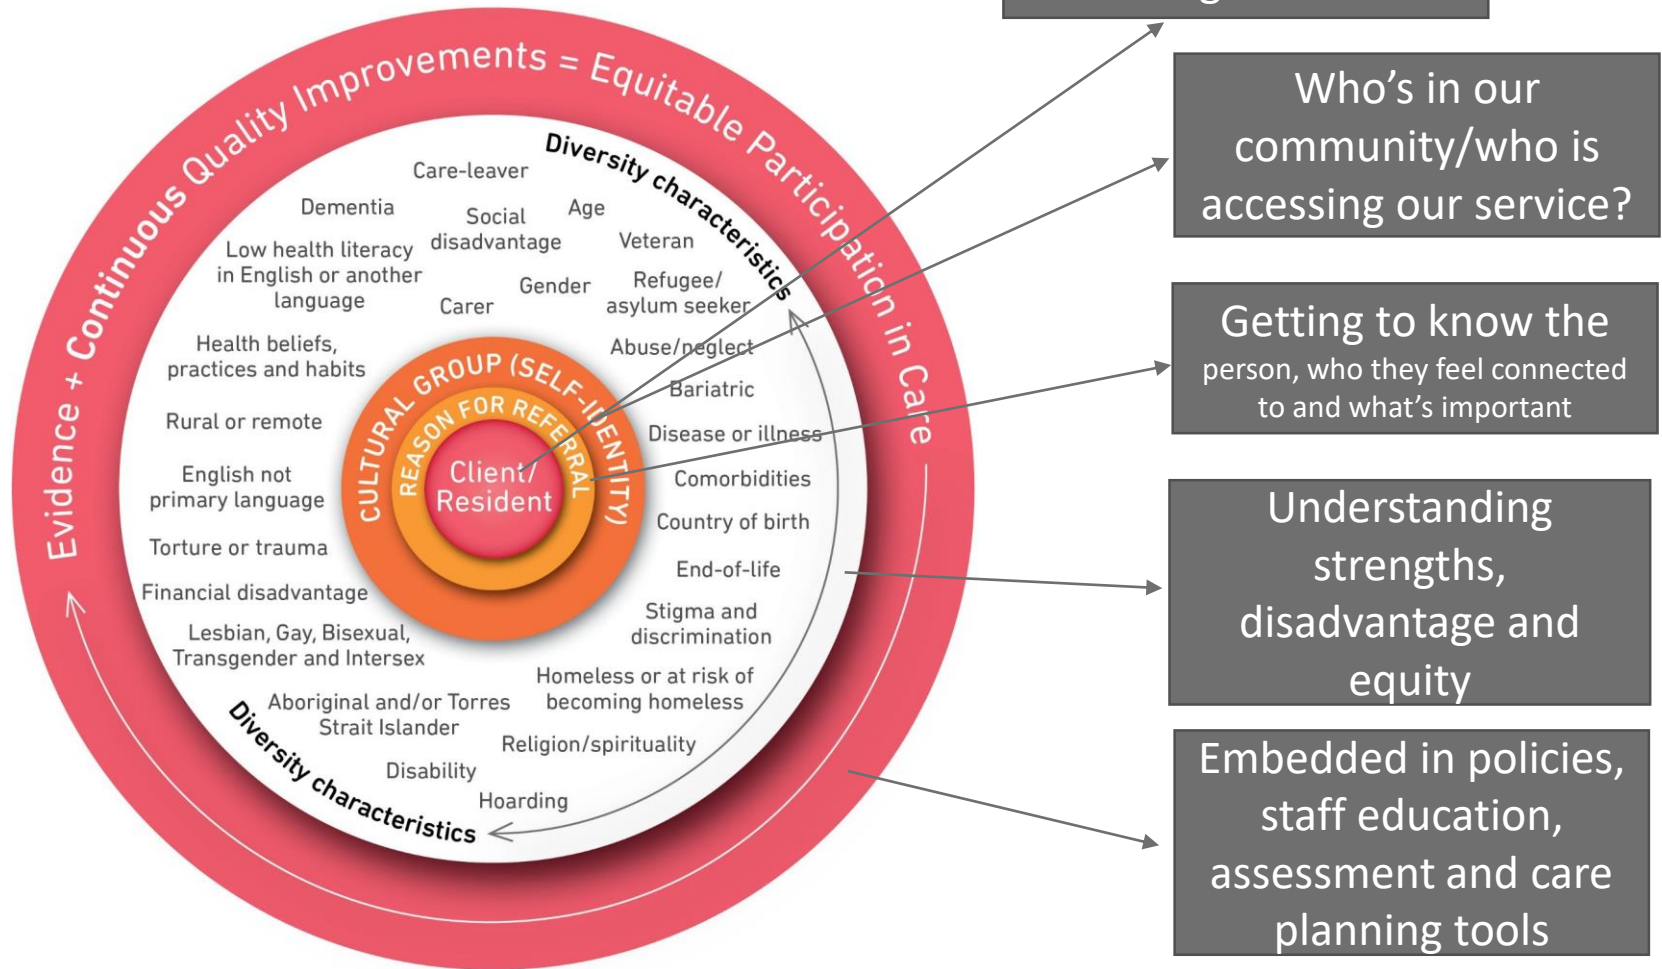 Evidence + Continuous Quality Improvements = Equitable Participation in Care
Diversity characteristics
Care-leaver
Dementia
Social
disadvantage
Age
Veteran
Low health literacy
in English or another
language
Gender
Refugee/
asylum seeker
Carer
Health beliefs,
practices and habits
Abuse/neglect
Bariatric
Rural or remote
Disease or illness
English not
primary language
Comorbidities
Country of birth
Torture or trauma
End-of-life
Financial disadvantage
Stigma and
discrimination
Lesbian, Gay, Bisexual,
Transgender and Intersex
Homeless or at risk of
becoming homeless
Aboriginal and/or Torres
Strait Islander
Religion/spirituality
Disability
Hoarding
Diversity characteristics
CULTURAL GROUP (SELF-IDENTITY)
REASON FOR REFERRAL
Client/
Resident
Who’s in our
community/who is
accessing our service?
Getting to know the
person, who they feel connected
to and what’s important
Understanding
strengths,
disadvantage and
equity
Embedded in policies,
staff education,
assessment and care
planning tools